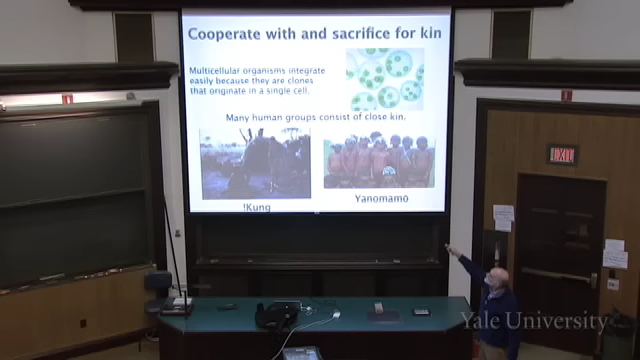 Cooperate with and sacrifice for kin
Multicellular organisms integrate
easily because they are clones
that originate in a single cell.
Many human groups consist of close kin.
!Kung
Yanomamö
EXIT
Yale University